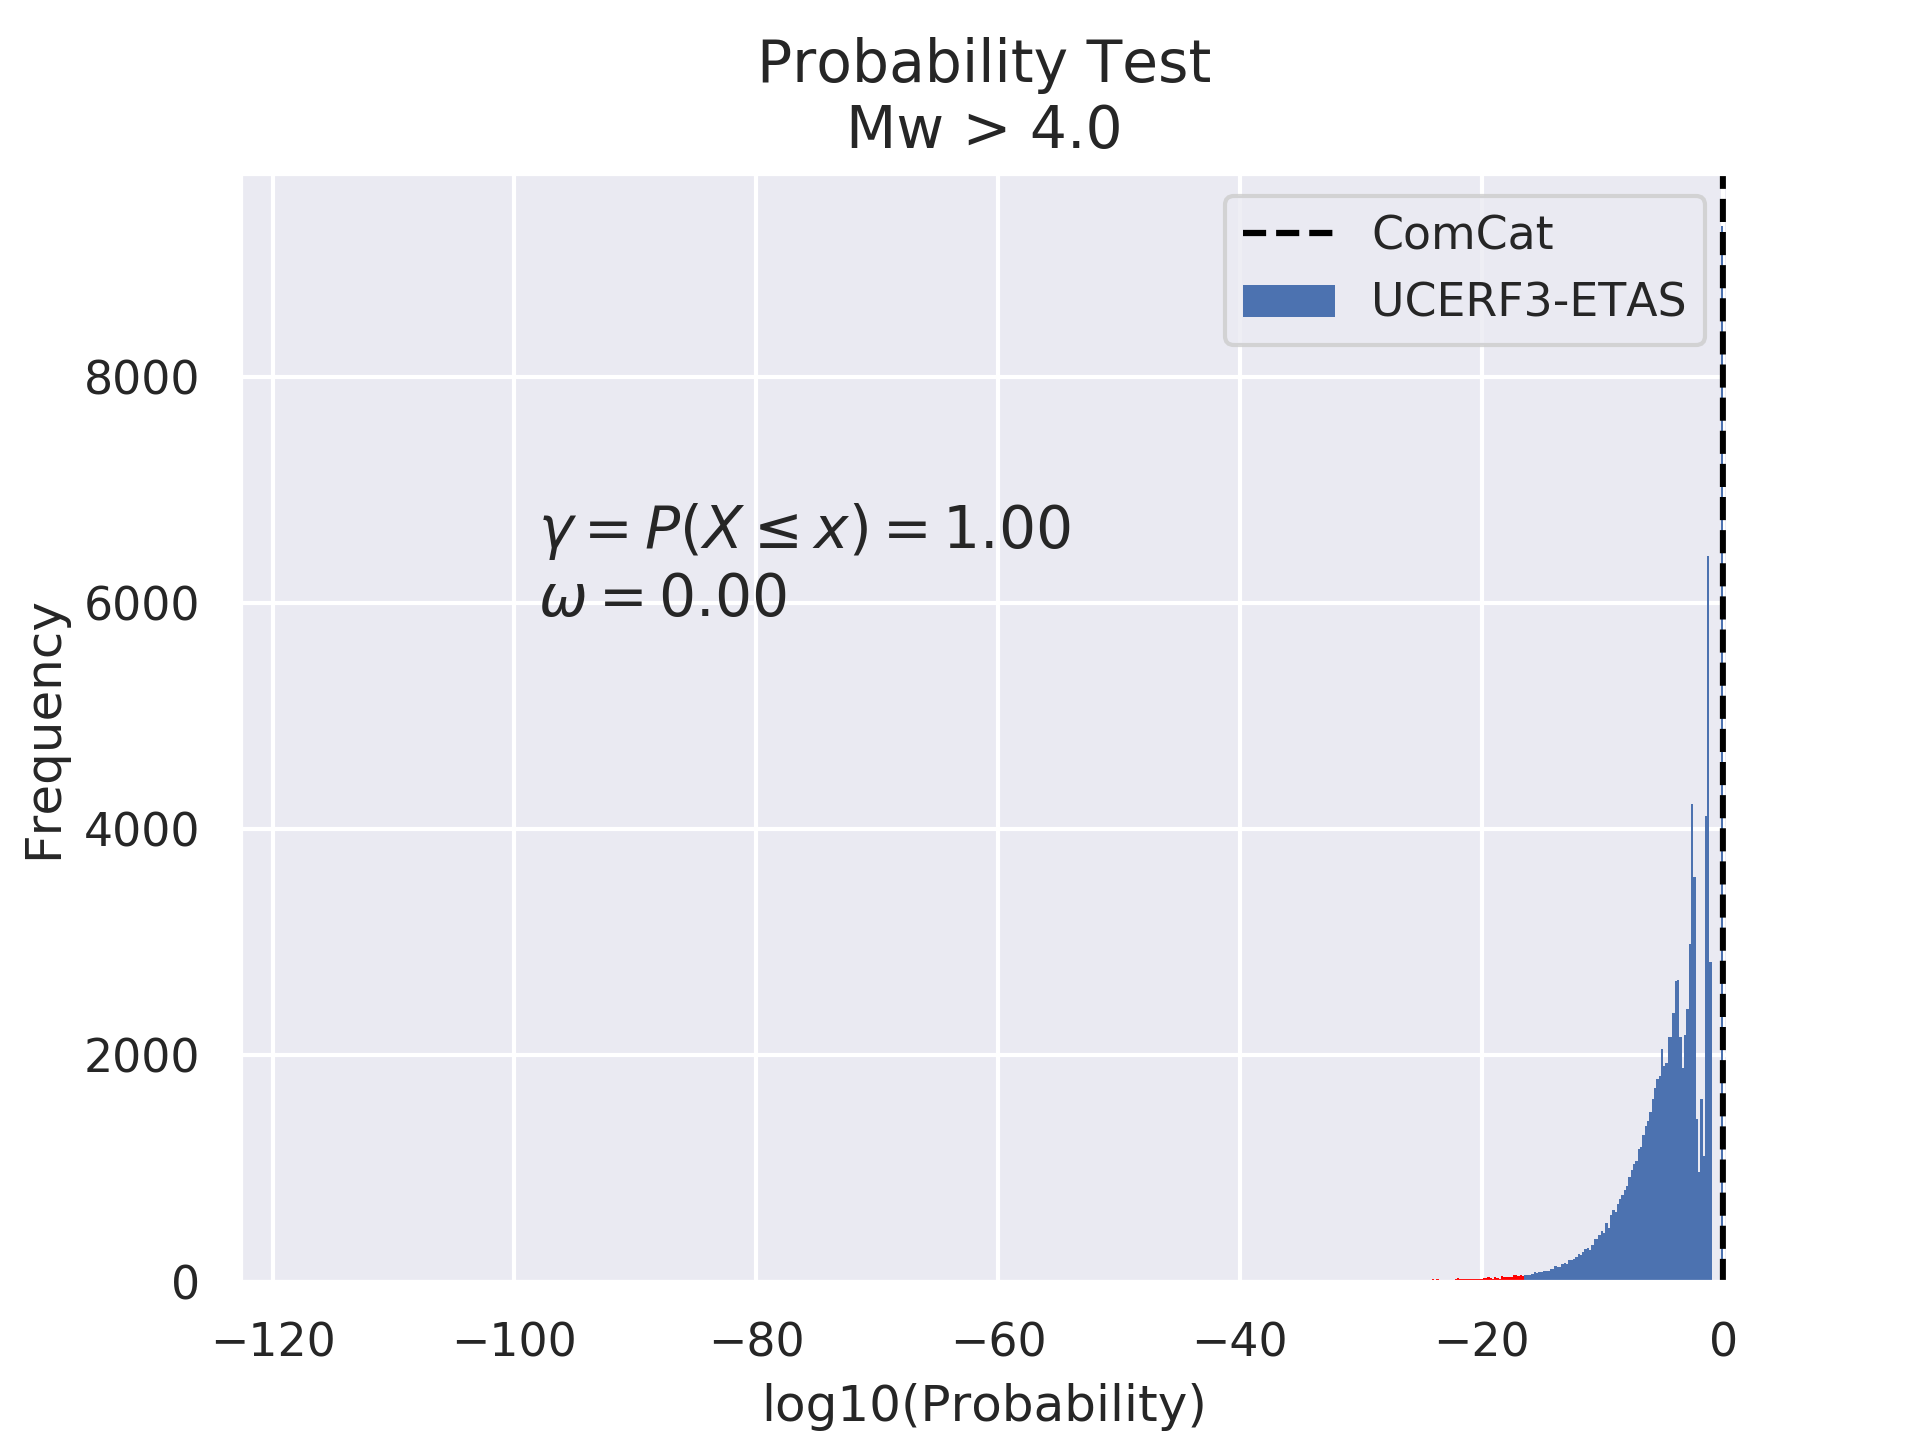 Probability Test
Mw > 4.0
ComCat
UCERF3-ETAS
γ = P(X ≤ x) = 1.00
ω = 0.00
Frequency
8000
6000
4000
2000
0
−120 −100 −80 −60 −40 −20 0
log10(Probability)